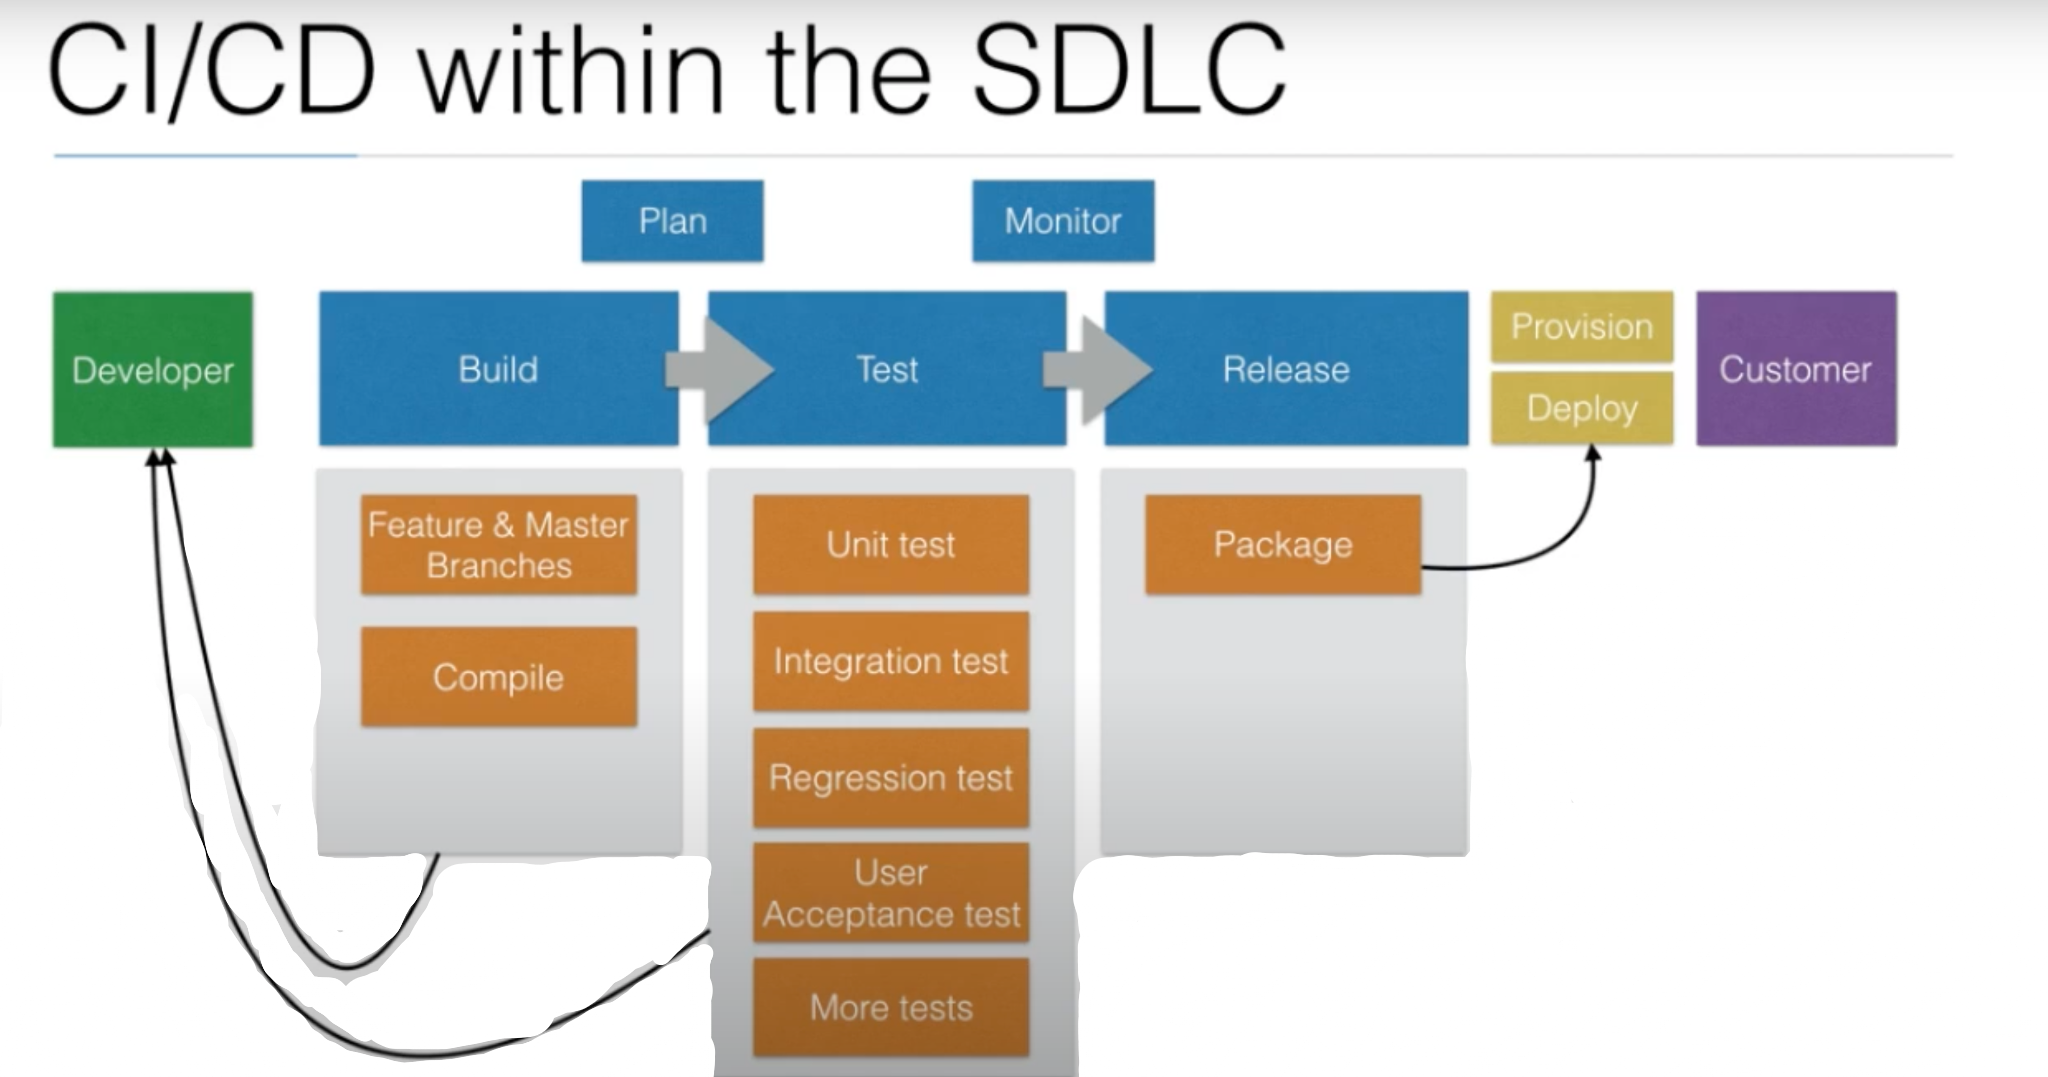 CI/CD within the SDLC
Plan
Monitor
Developer
Build
Test
Release
Provision
Deploy
Customer
Feature & Master
Branches
Compile
Unit test
Integration test
Regression test
User
Acceptance test
More tests
Package